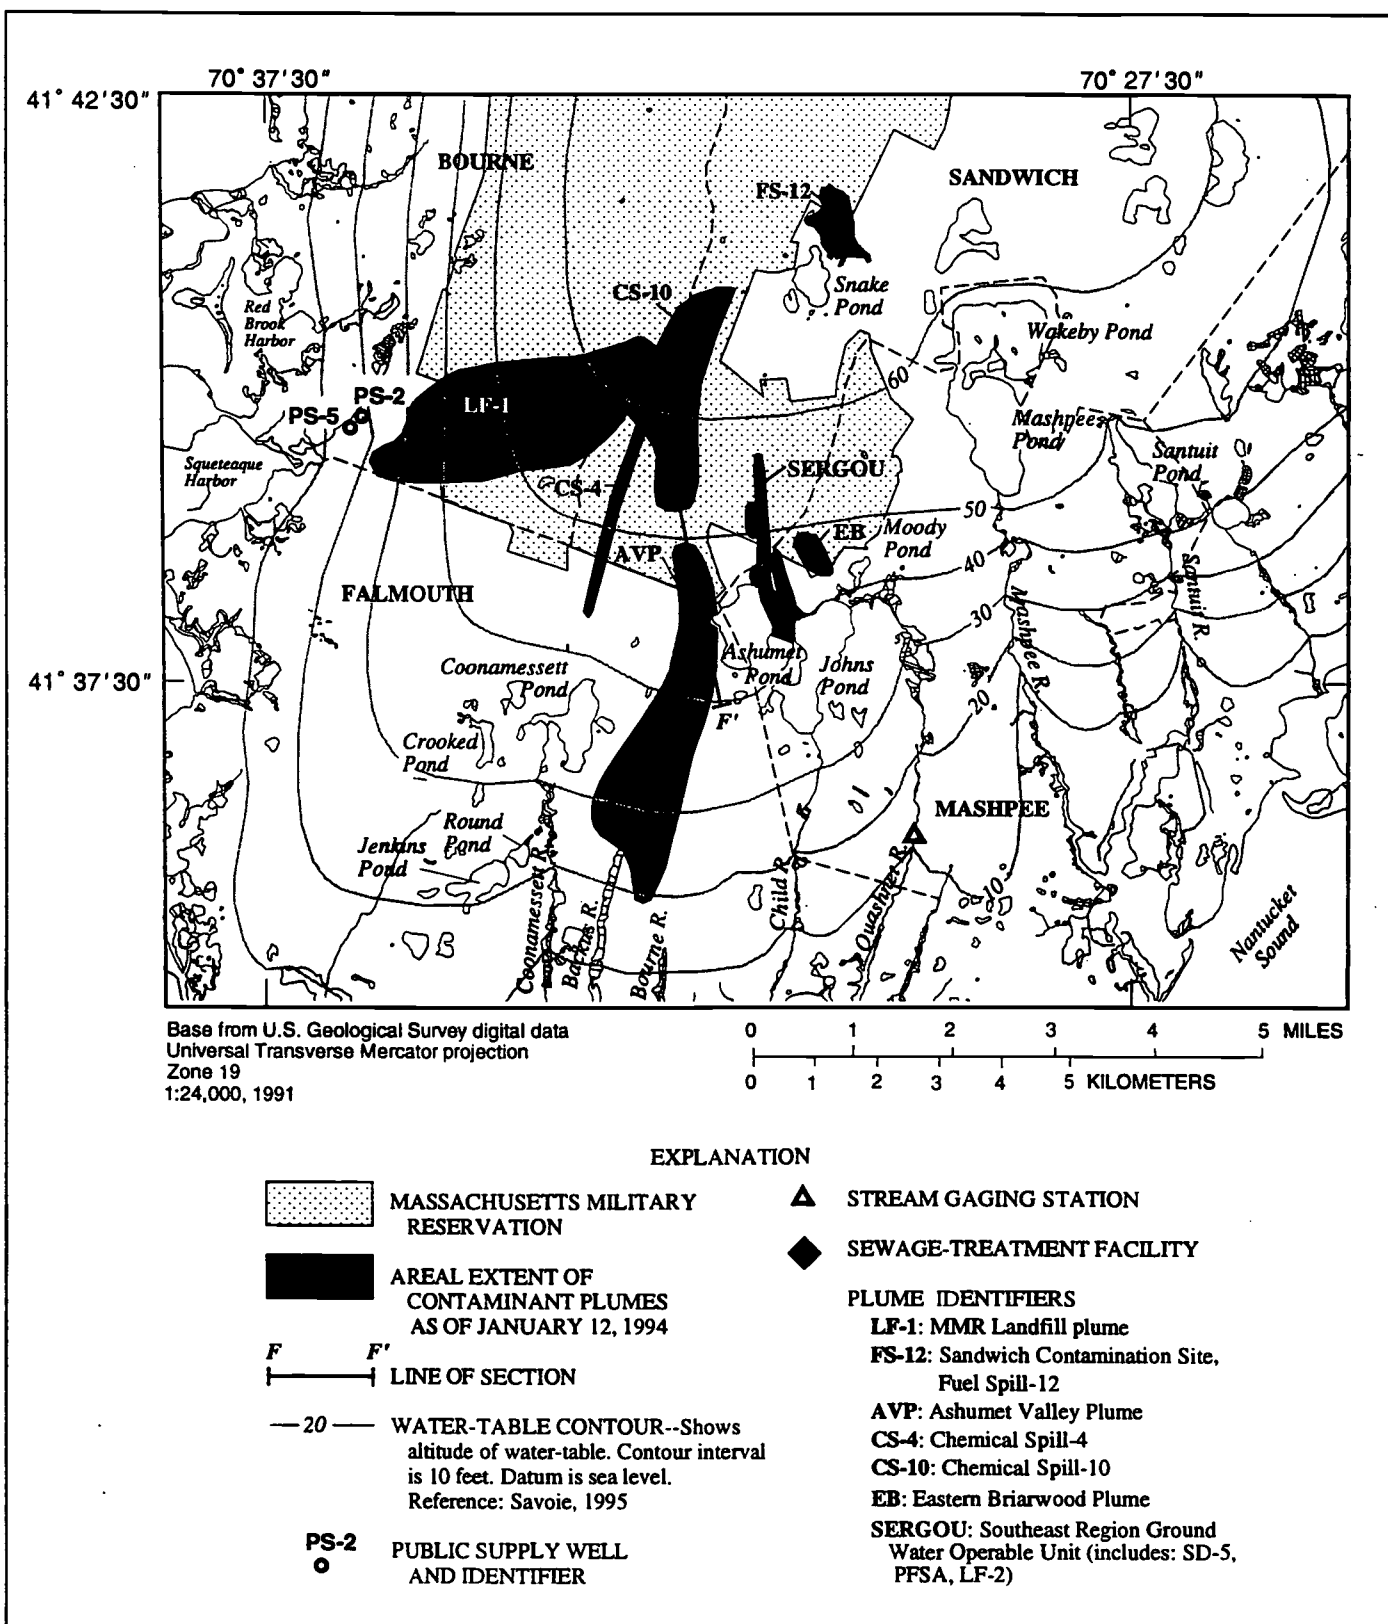 70° 37'30"
70° 27'30"
41° 42'30"
BOURNE
FS-12
SANDWICH
CS-10
Snake
Pond
Red
Brook
Harbor
Wakeby Pond
60
PS-2
PS-5
LF-1
Mashpee
Pond
Santuit
Pond
Squeteaque
Harbor
SERGOU
CS-4
50
Moody
Pond
EB
AVP
40
FALMOUTH
30
Santuit R.
Mashpee R.
Ashumet
Pond
Johns
Pond
Coonamessett
Pond
41° 37'30"
20
F'
Crooked
Pond
MASHPEE
Round
Pond
Jenkins
Pond
10
Coonamessett R.
Backus R.
Bourne R.
Child R.
Quashnet R.
Nantucket
Sound
Base from U.S. Geological Survey digital data
Universal Transverse Mercator projection
Zone 19
1:24,000, 1991
0 1 2 3 4 5 MILES
0 1 2 3 4 5 KILOMETERS
EXPLANATION
MASSACHUSETTS MILITARY
RESERVATION
AREAL EXTENT OF
CONTAMINANT PLUMES
AS OF JANUARY 12, 1994
F F'
LINE OF SECTION
20
WATER-TABLE CONTOUR--Shows
altitude of water-table. Contour interval
is 10 feet. Datum is sea level.
Reference: Savoie, 1995
PS-2
PUBLIC SUPPLY WELL
AND IDENTIFIER
STREAM GAGING STATION
SEWAGE-TREATMENT FACILITY
PLUME IDENTIFIERS
LF-1: MMR Landfill plume
FS-12: Sandwich Contamination Site,
Fuel Spill-12
AVP: Ashumet Valley Plume
CS-4: Chemical Spill-4
CS-10: Chemical Spill-10
EB: Eastern Briarwood Plume
SERGOU: Southeast Region Ground
Water Operable Unit (includes: SD-5,
PFSA, LF-2)